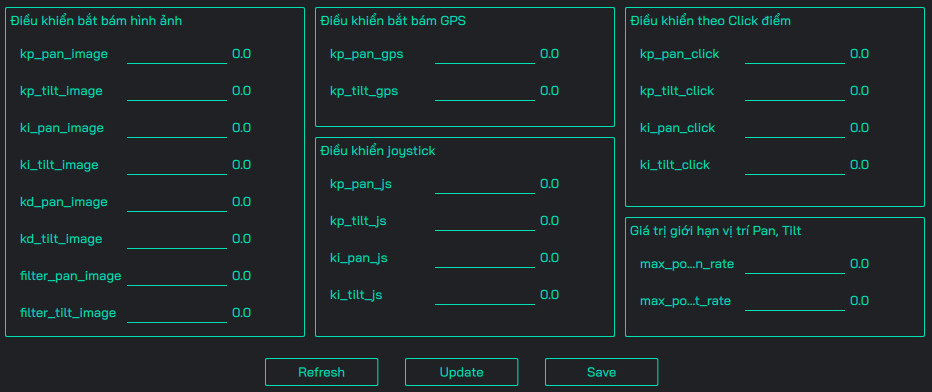 Điều khiển bắt bám hình ảnh
kp_pan_image 0.0
kp_tilt_image 0.0
ki_pan_image 0.0
ki_tilt_image 0.0
kd_pan_image 0.0
kd_tilt_image 0.0
filter_pan_image 0.0
filter_tilt_image 0.0
Điều khiển bắt bám GPS
kp_pan_gps 0.0
kp_tilt_gps 0.0
Điều khiển joystick
kp_pan_js 0.0
kp_tilt_js 0.0
ki_pan_js 0.0
ki_tilt_js 0.0
Điều khiển theo Click điểm
kp_pan_click 0.0
kp_tilt_click 0.0
ki_pan_click 0.0
ki_tilt_click 0.0
Giá trị giới hạn vị trí Pan, Tilt
max_po...n_rate 0.0
max_po...t_rate 0.0
Refresh Update Save